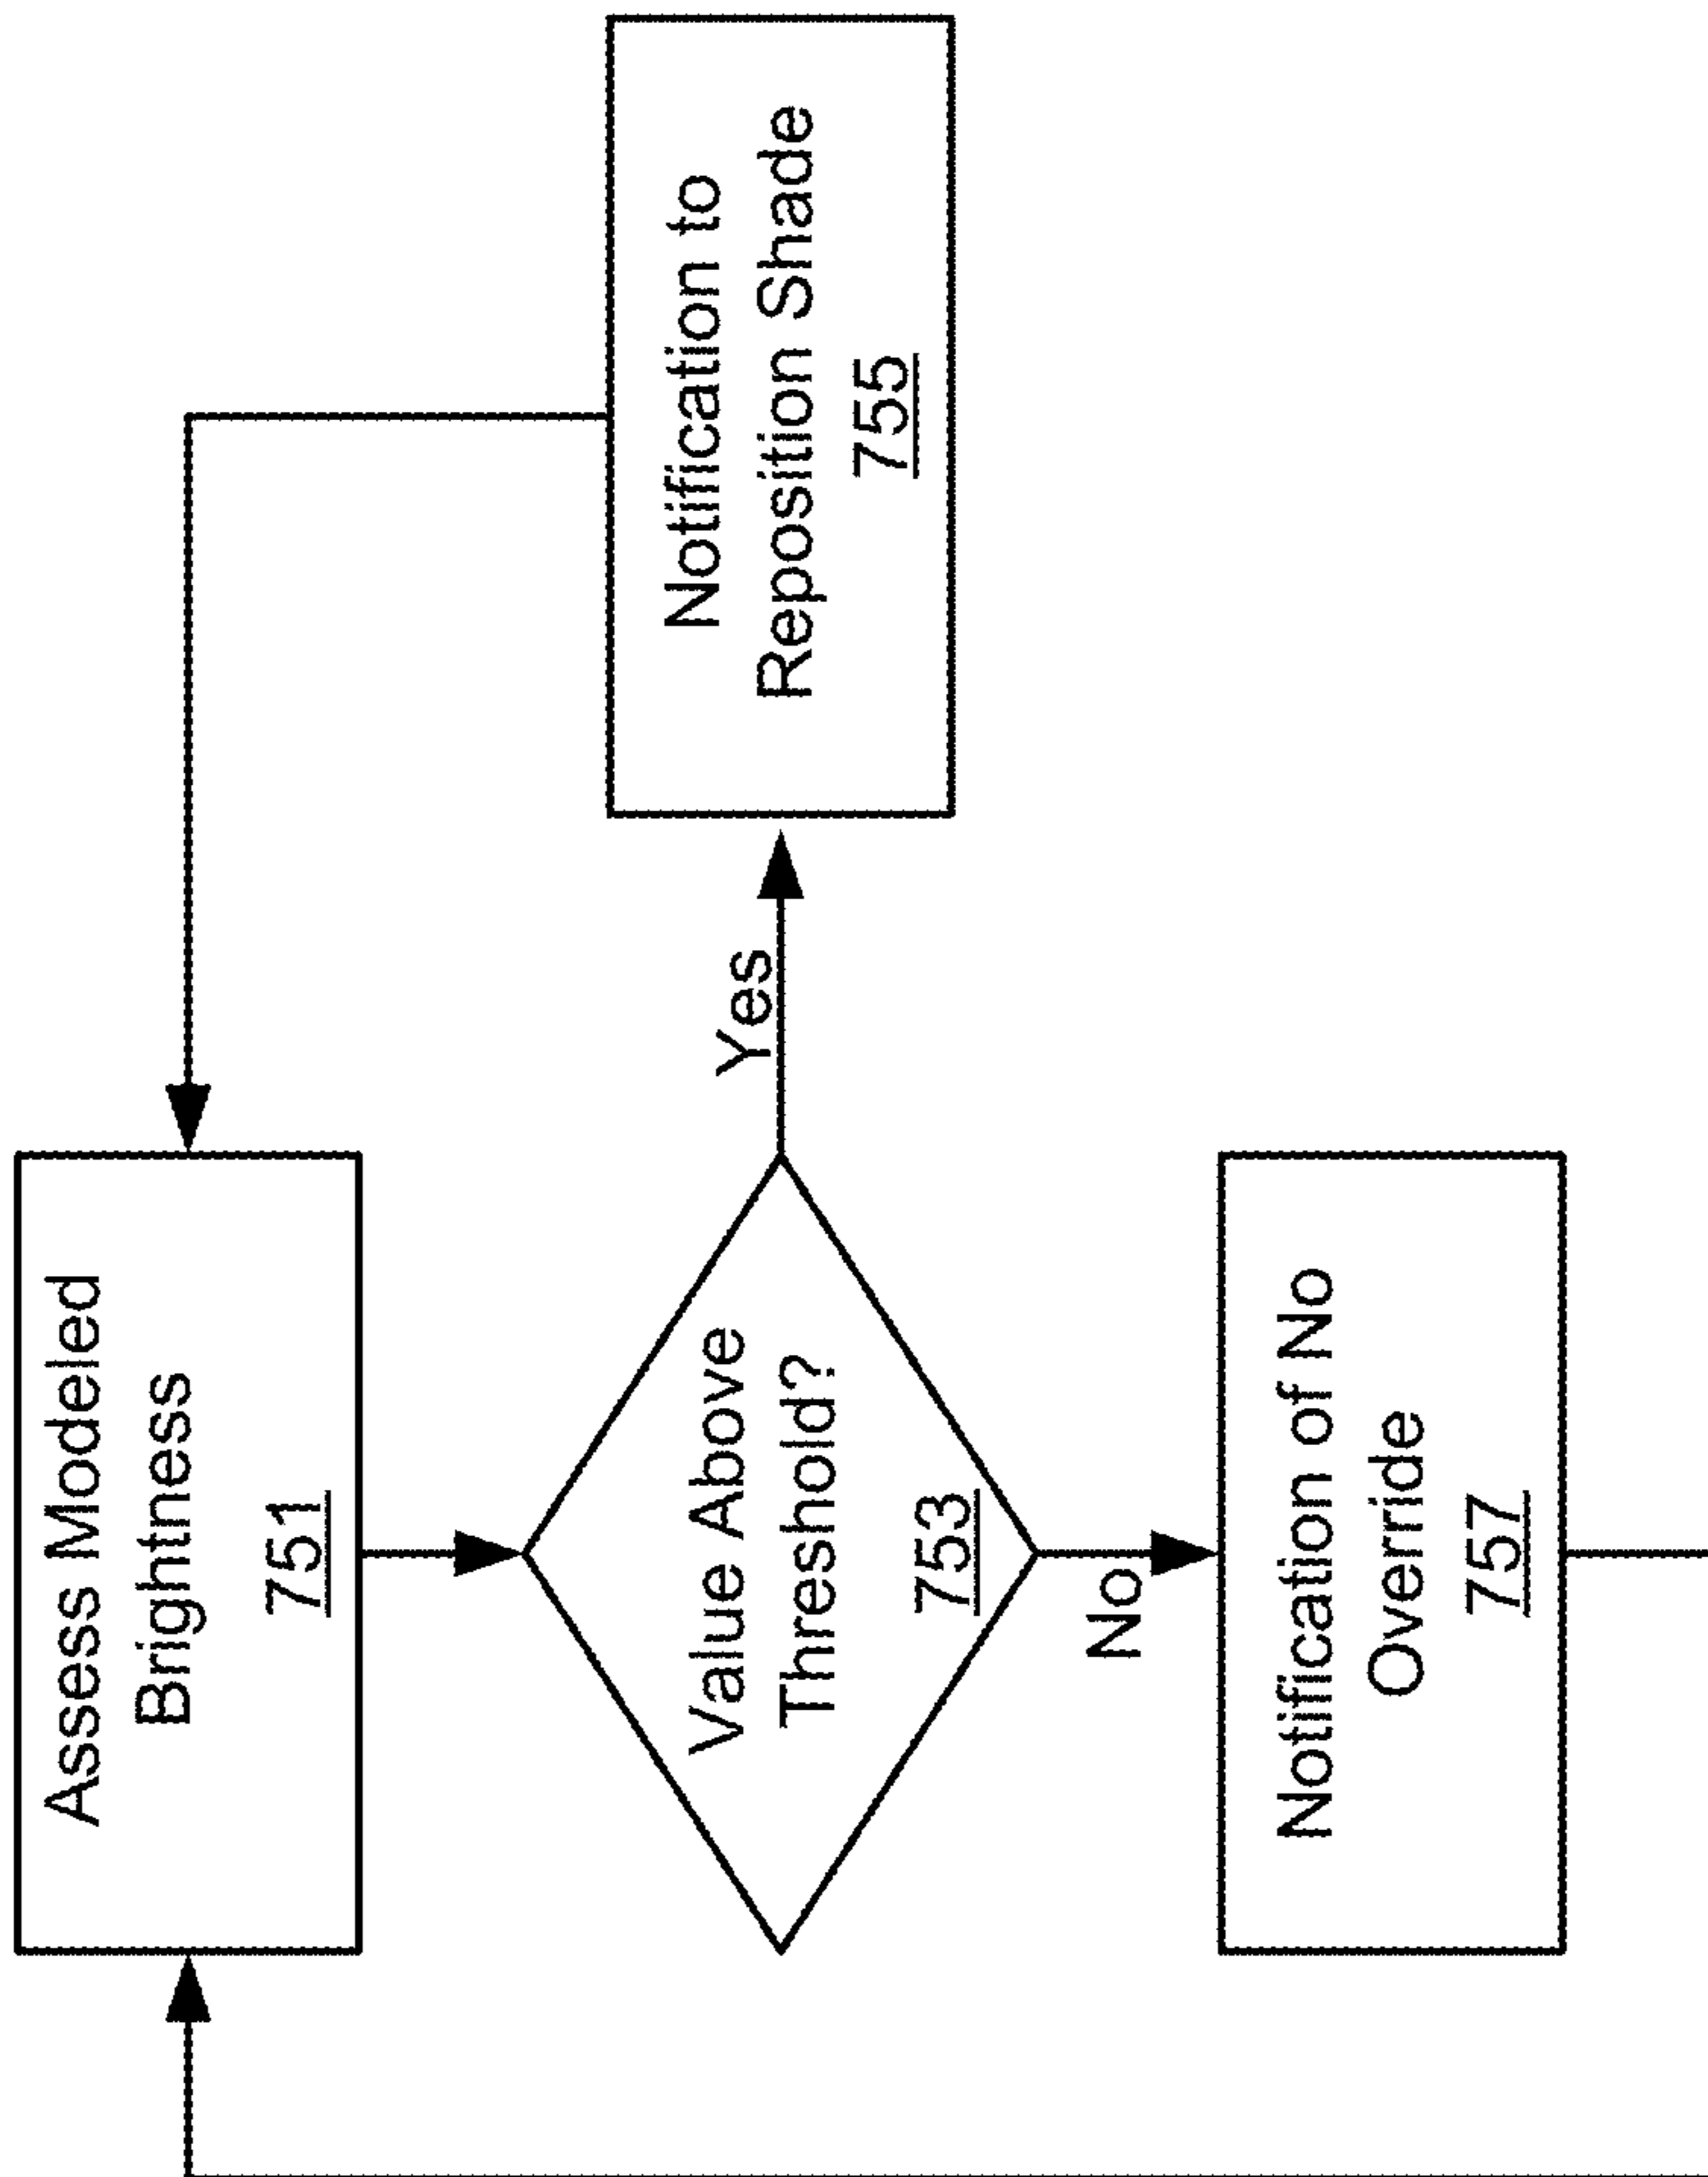 Assess Modeled
Brightness
751
Value Above
Threshold?
753
Yes
Notification to
Reposition Shade
755
No
Notification of No
Override
757